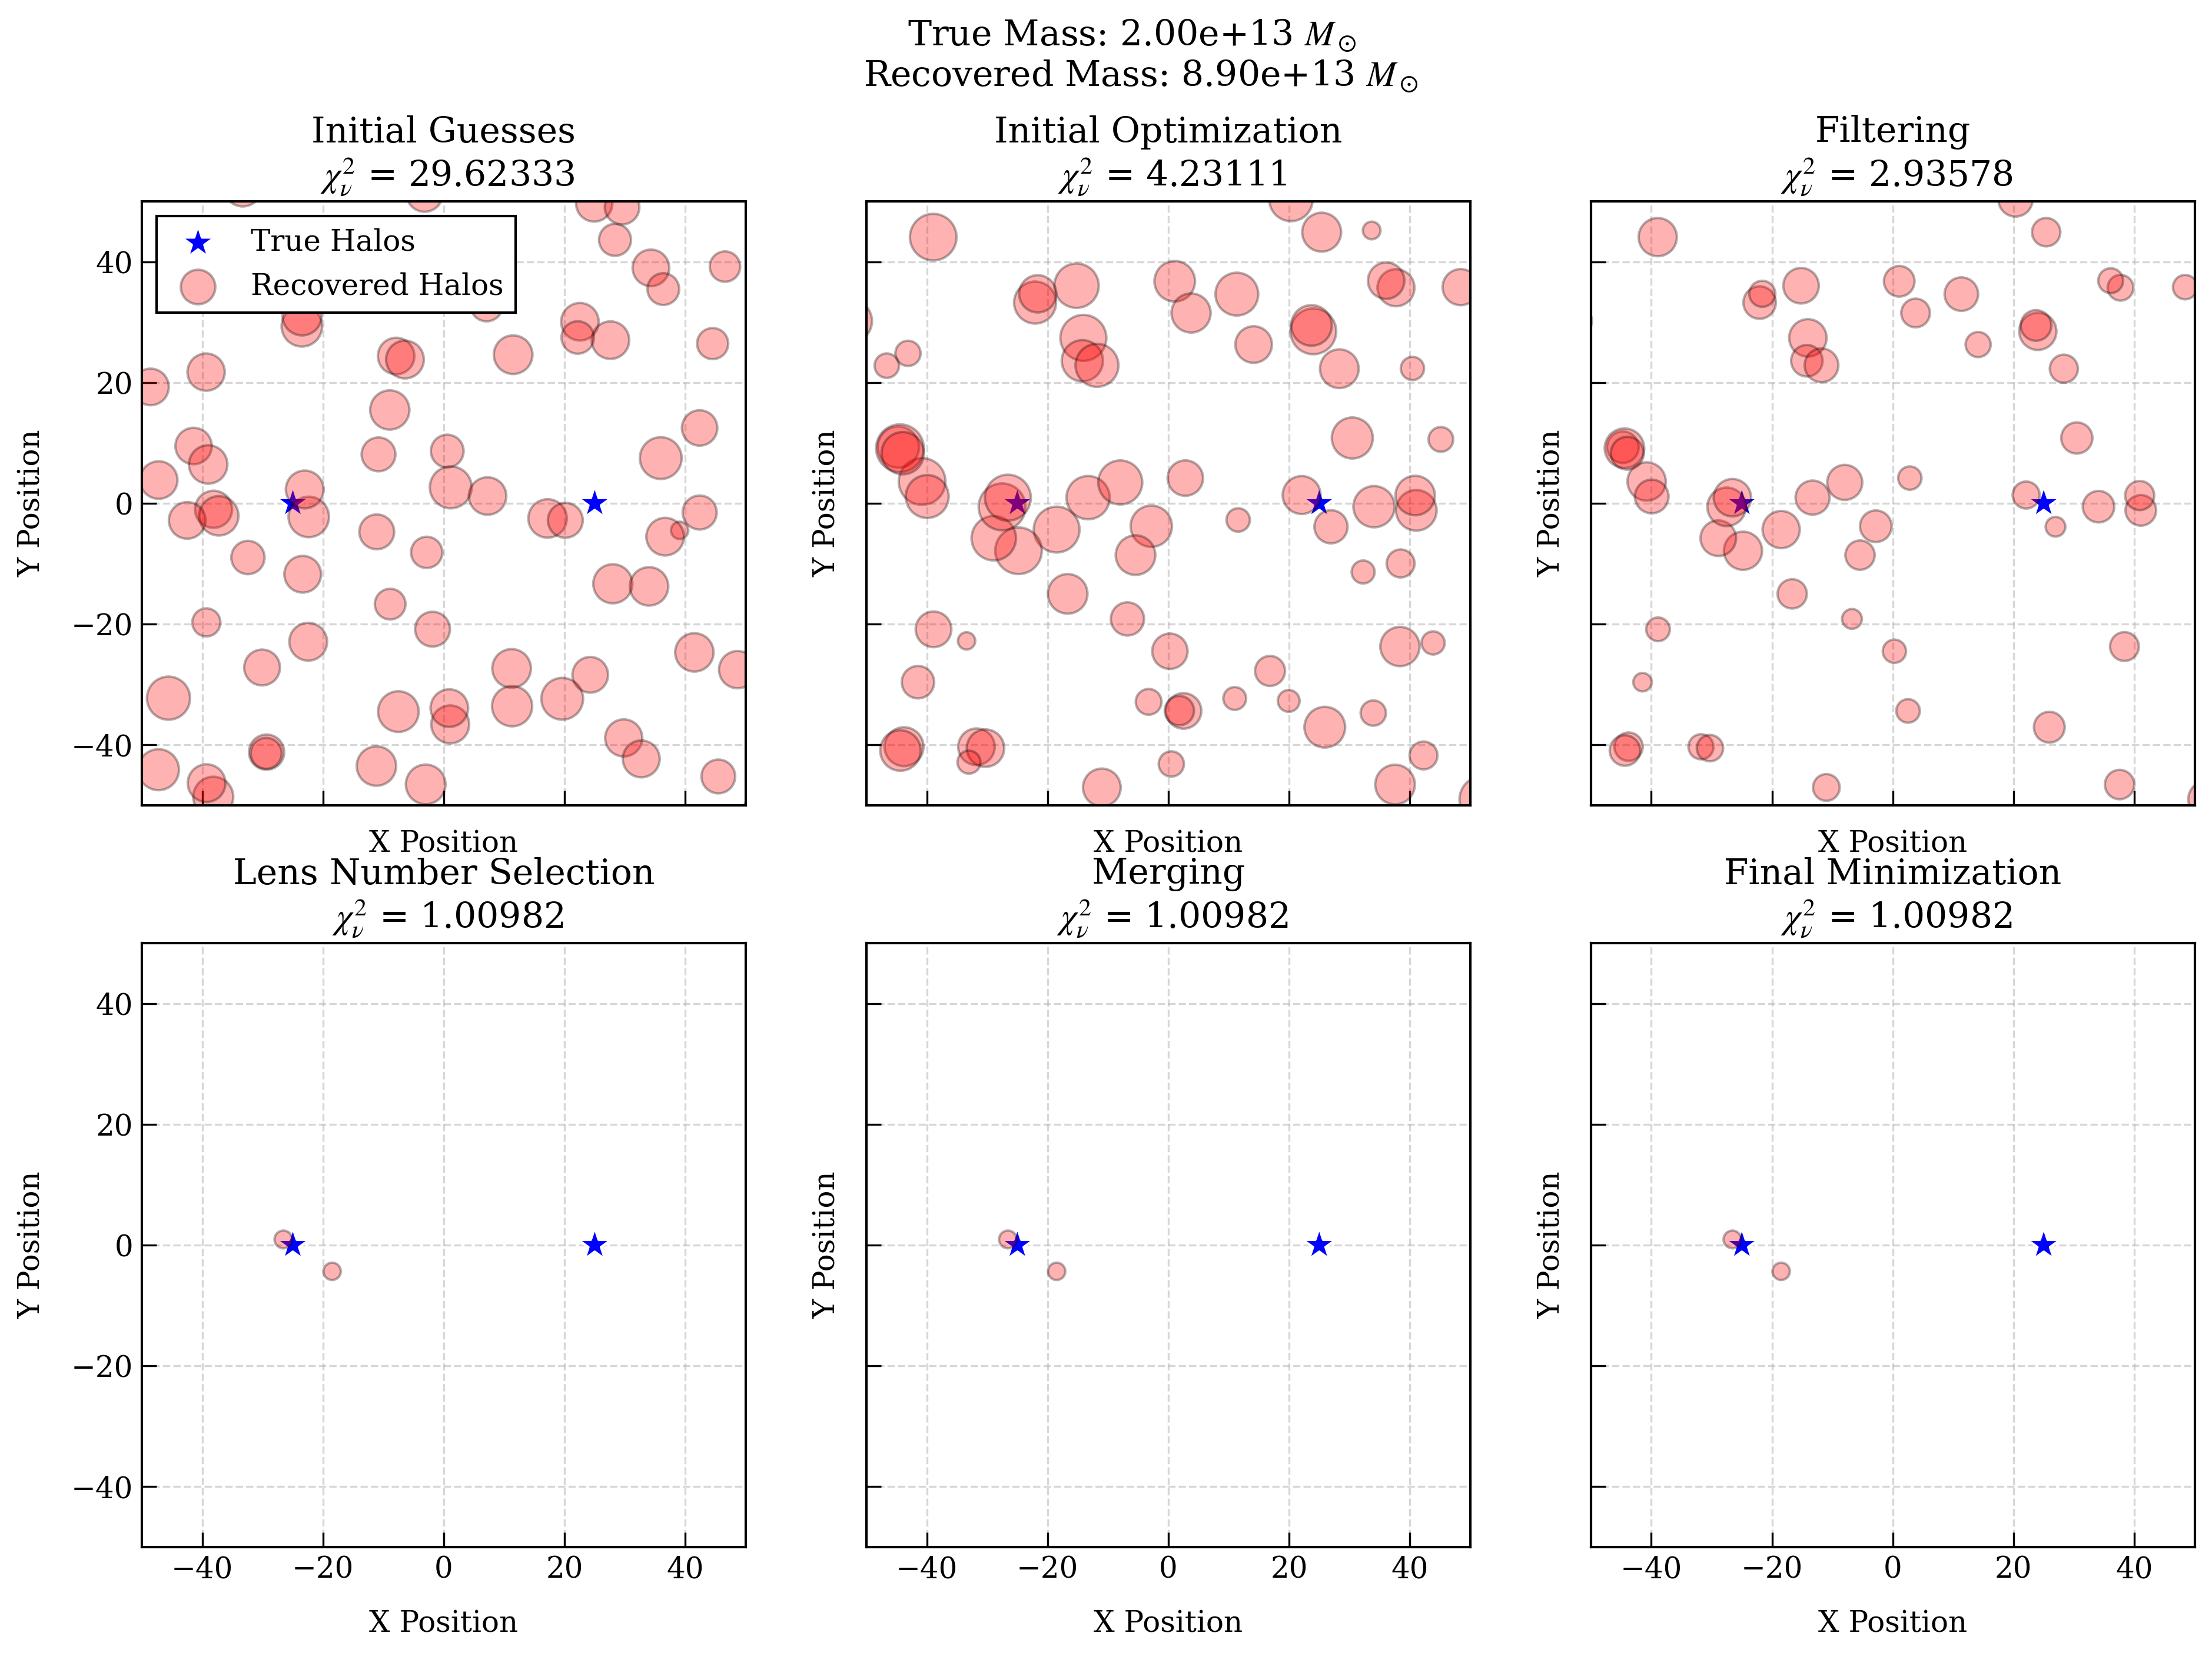 True Mass: 2.00e+13 M⊙
Recovered Mass: 8.90e+13 M⊙
Initial Guesses
χ²ν = 29.62333
Initial Optimization
χ²ν = 4.23111
Filtering
χ²ν = 2.93578
True Halos
Recovered Halos
40
20
0
−20
−40
Y Position
X Position
Y Position
X Position
Y Position
X Position
Lens Number Selection
χ²ν = 1.00982
Merging
χ²ν = 1.00982
Final Minimization
χ²ν = 1.00982
40
20
0
−20
−40
Y Position
−40 −20 0 20 40
X Position
Y Position
−40 −20 0 20 40
X Position
Y Position
−40 −20 0 20 40
X Position